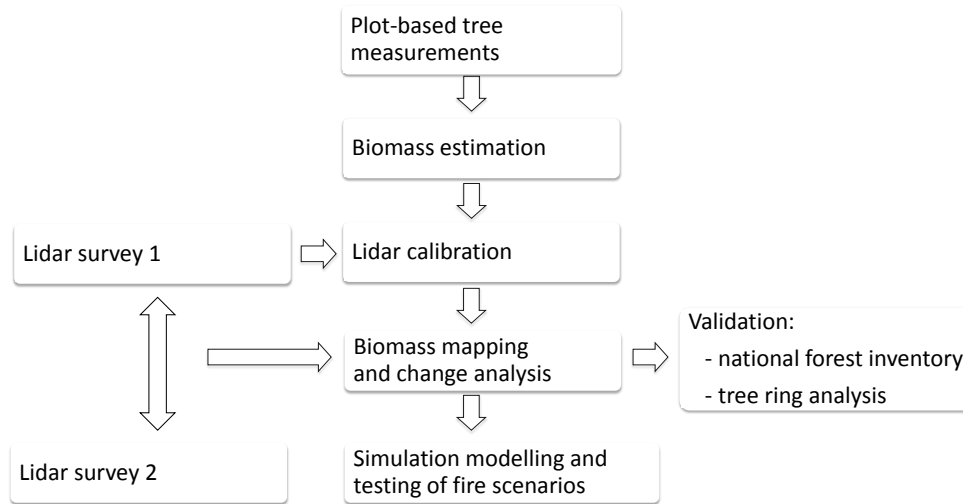 Plot-based tree
measurements
Biomass estimation
Lidar survey 1
Lidar calibration
Biomass mapping
and change analysis
Validation:
- national forest inventory
- tree ring analysis
Lidar survey 2
Simulation modelling and
testing of fire scenarios